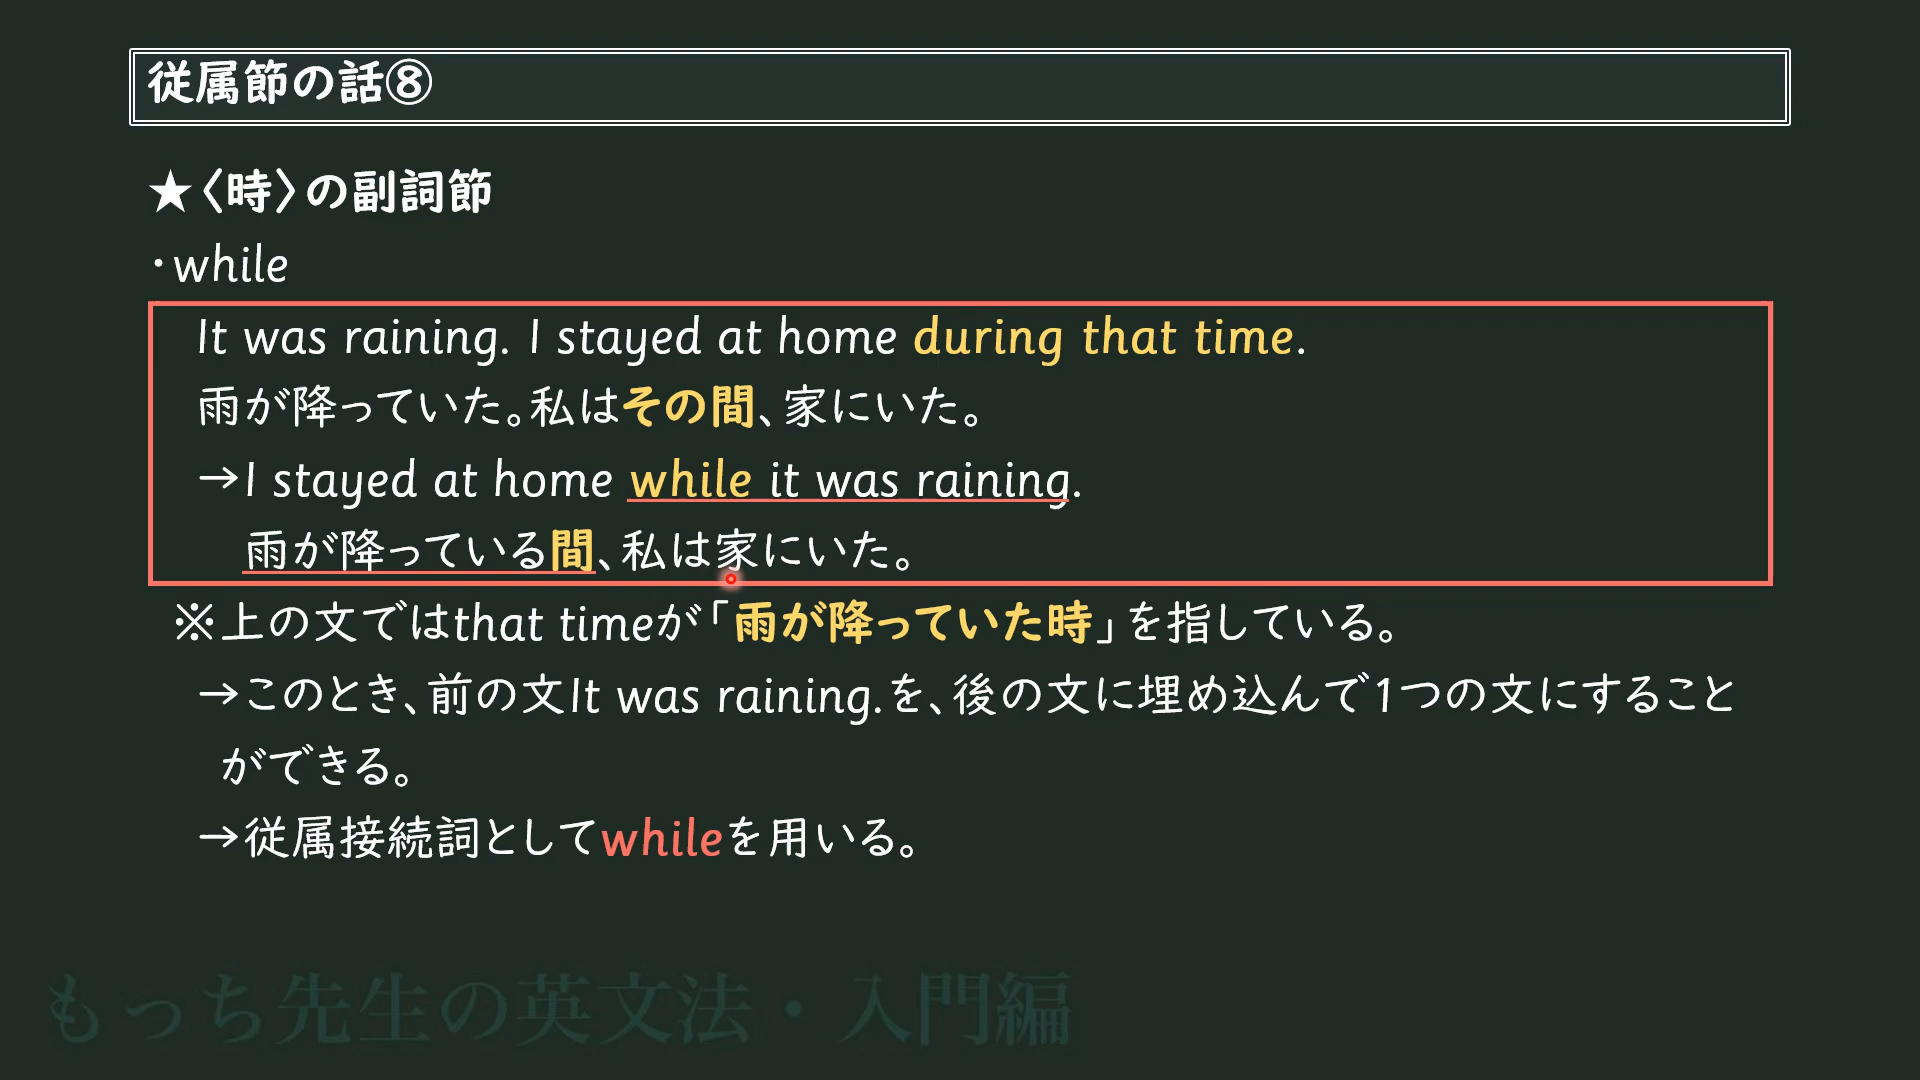 従属節の話⑧
★〈時〉の副詞節
・while
It was raining. I stayed at home during that time.
雨が降っていた。私はその間、家にいた。
→I stayed at home while it was raining.
雨が降っている間、私は家にいた。
※上の文ではthat timeが「雨が降っていた時」を指している。
→このとき、前の文It was raining.を、後の文に埋め込んで1つの文にすること
ができる。
→従属接続詞としてwhileを用いる。
もっち先生の英文法・入門編